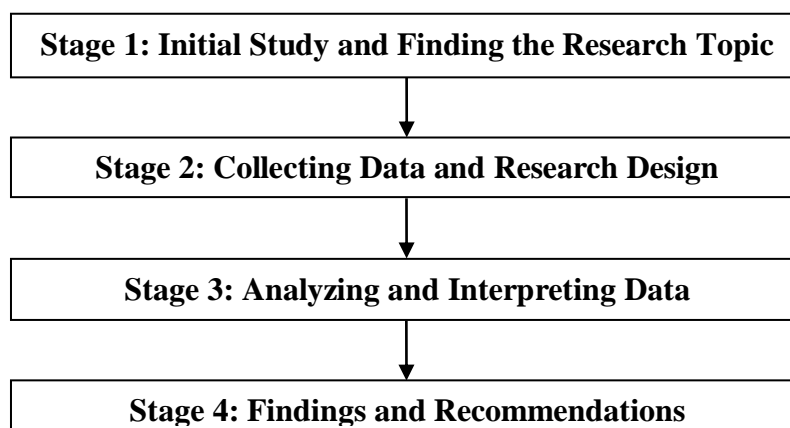 Stage 1: Initial Study and Finding the Research Topic
Stage 2: Collecting Data and Research Design
Stage 3: Analyzing and Interpreting Data
Stage 4: Findings and Recommendations